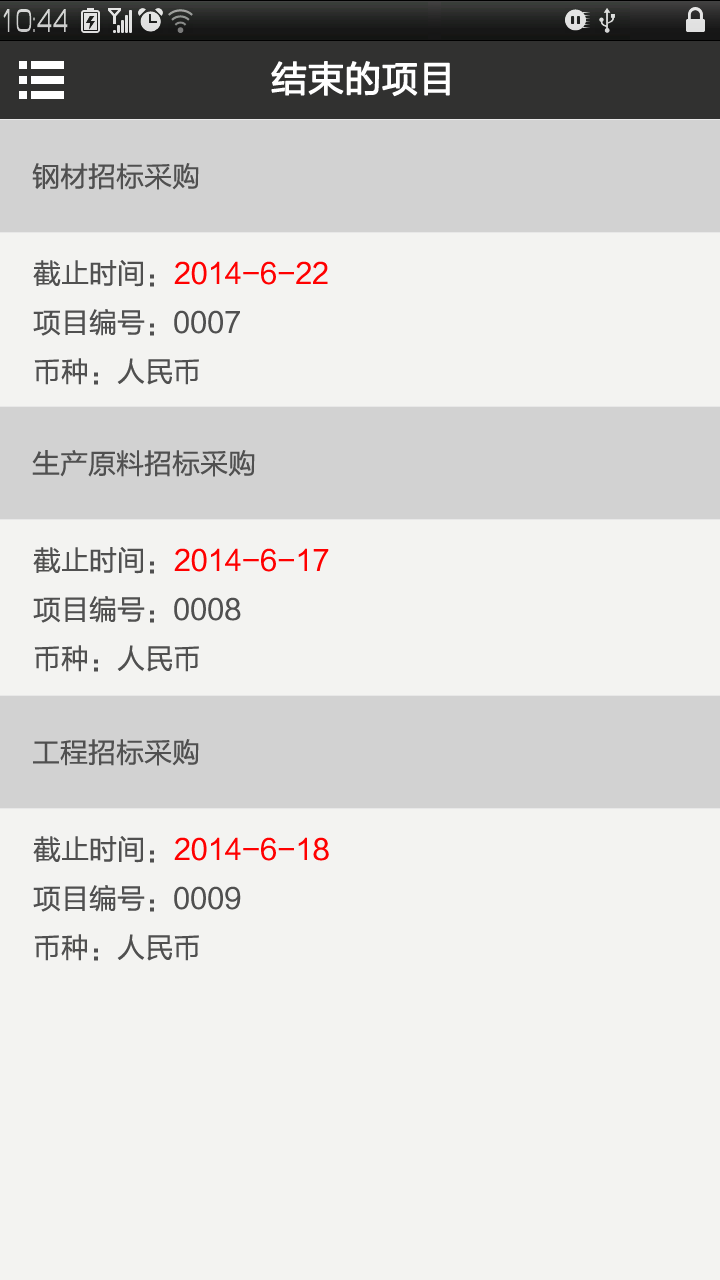 10:44
结束的项目
钢材招标采购
截止时间：2014-6-22
项目编号：0007
币种：人民币
生产原料招标采购
截止时间：2014-6-17
项目编号：0008
币种：人民币
工程招标采购
截止时间：2014-6-18
项目编号：0009
币种：人民币